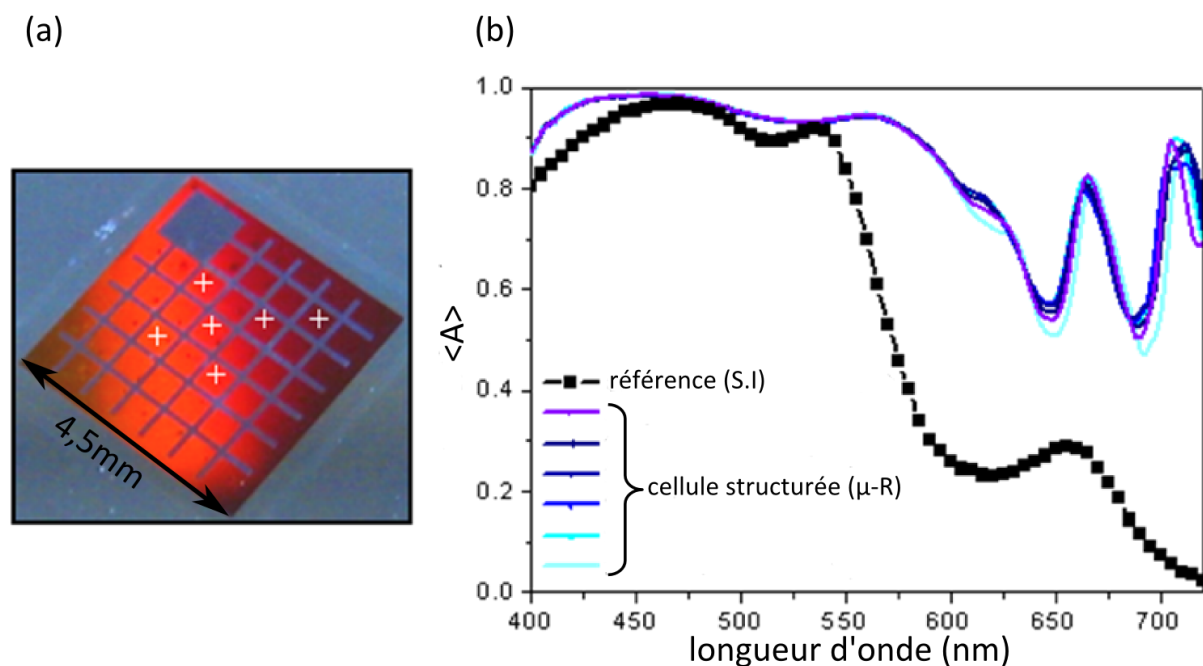 (a)
(b)
4,5mm
<A>
1.0
0.8
0.6
0.4
0.2
0.0
référence (S.I)
cellule structurée (µ-R)
400 450 500 550 600 650 700
longueur d'onde (nm)